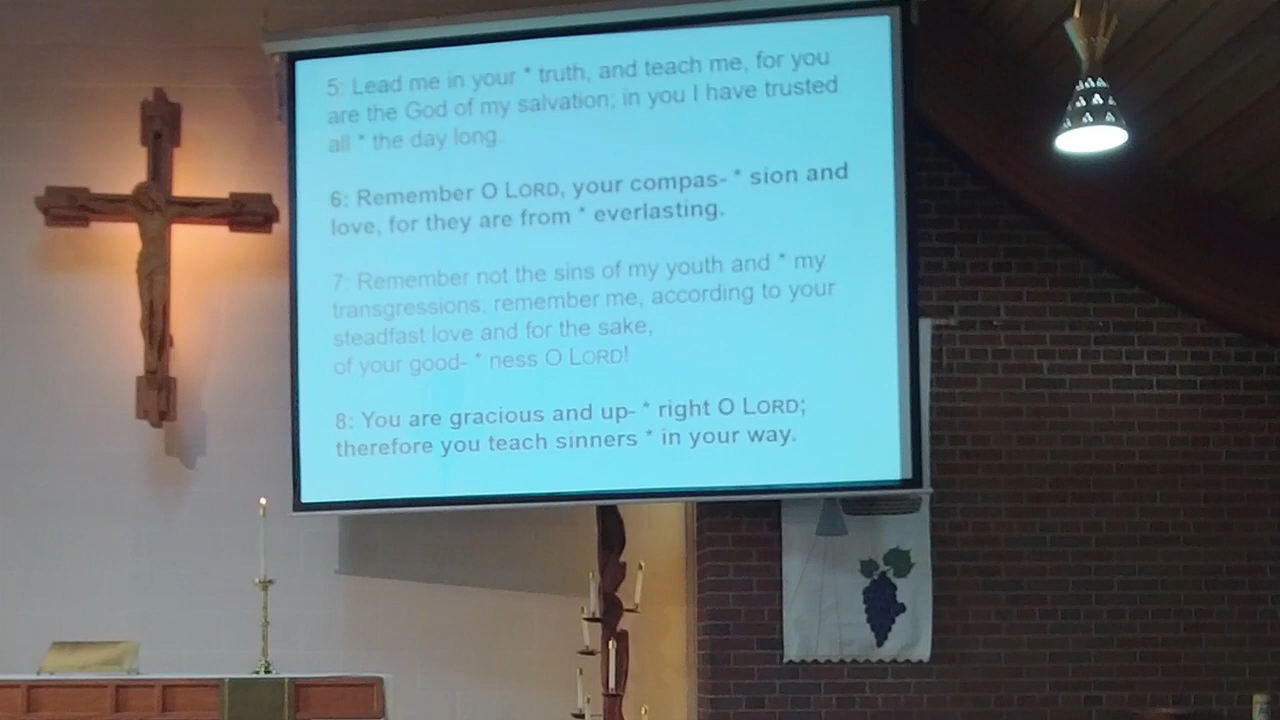 5: Lead me in your * truth, and teach me, for you
are the God of my salvation; in you I have trusted
all * the day long.
6: Remember O LORD, your compas- * sion and
love, for they are from * everlasting.
7: Remember not the sins of my youth and * my
transgressions; remember me, according to your
steadfast love and for the sake,
of your good- * ness O LORD!
8: You are gracious and up- * right O LORD;
therefore you teach sinners * in your way.